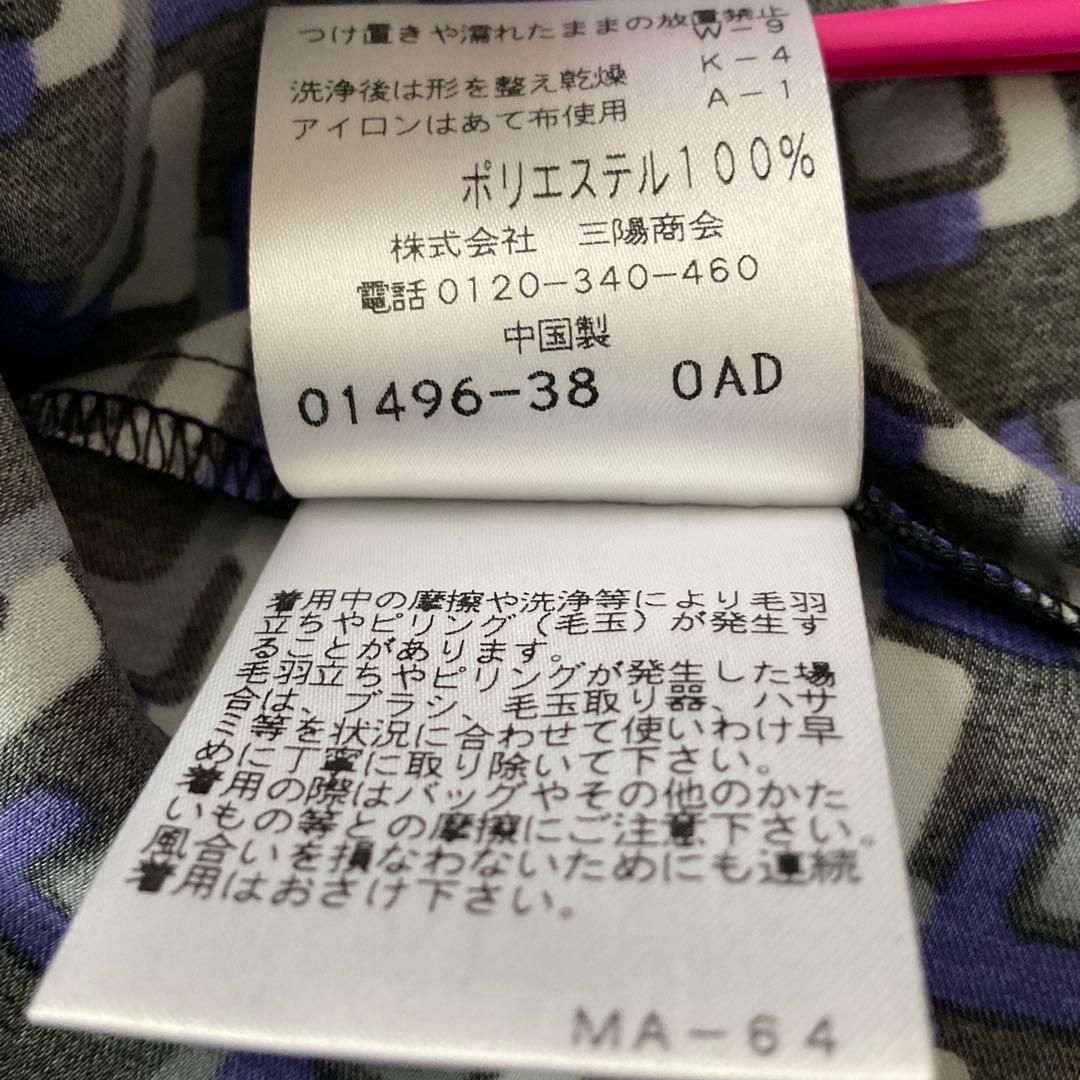 つけ置きや濡れたままの放置禁止
W-9
洗浄後は形を整え乾燥 K-4
アイロンはあて布使用 A-1
ポリエステル100%
株式会社 三陽商会
電話0120-340-460
中国製
01496-38 0AD
着用中の摩擦や洗浄等により毛羽
立ちやピリング(毛玉)が発生す
ることがあります。
毛羽立ちやピリングが発生した場
合は、ブラシ、毛玉取り器、ハサ
ミ等を状況に合わせて使いわけ早
めに丁寧に取り除いて下さい。
着用の際はバッグやその他のかた
いもの等との摩擦にご注意下さい。
風合いを損なわないためにも連続
着用はおさけ下さい。
MA-64